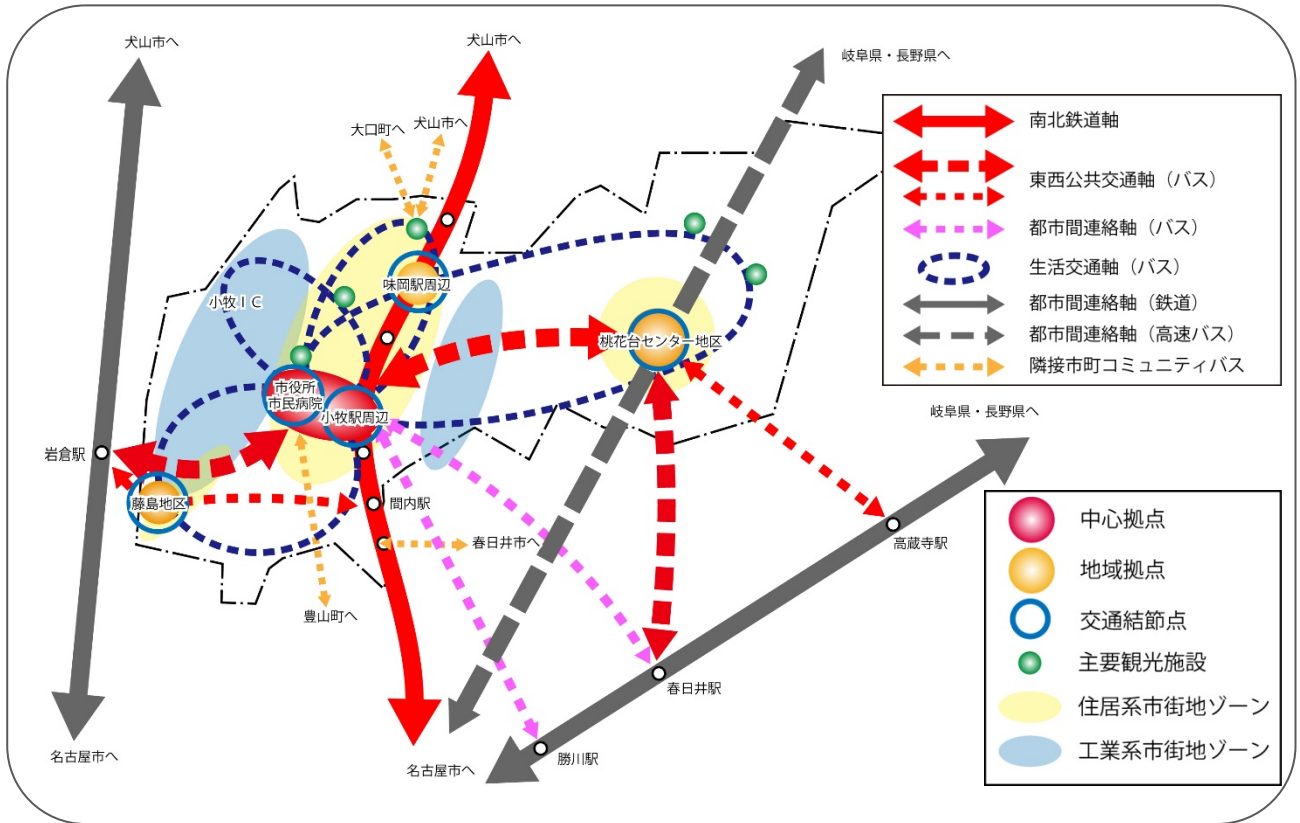 犬山市へ
犬山市へ
岐阜県・長野県へ
大口町へ
犬山市へ
味岡駅周辺
小牧ＩＣ
桃花台センター地区
市役所
市民病院
小牧駅周辺
岩倉駅
藤島地区
間内駅
春日井市へ
豊山町へ
岐阜県・長野県へ
高蔵寺駅
春日井駅
勝川駅
名古屋市へ
名古屋市へ
南北鉄道軸
東西公共交通軸（バス）
都市間連絡軸（バス）
生活交通軸（バス）
都市間連絡軸（鉄道）
都市間連絡軸（高速バス）
隣接市町コミュニティバス
中心拠点
地域拠点
交通結節点
主要観光施設
住居系市街地ゾーン
工業系市街地ゾーン